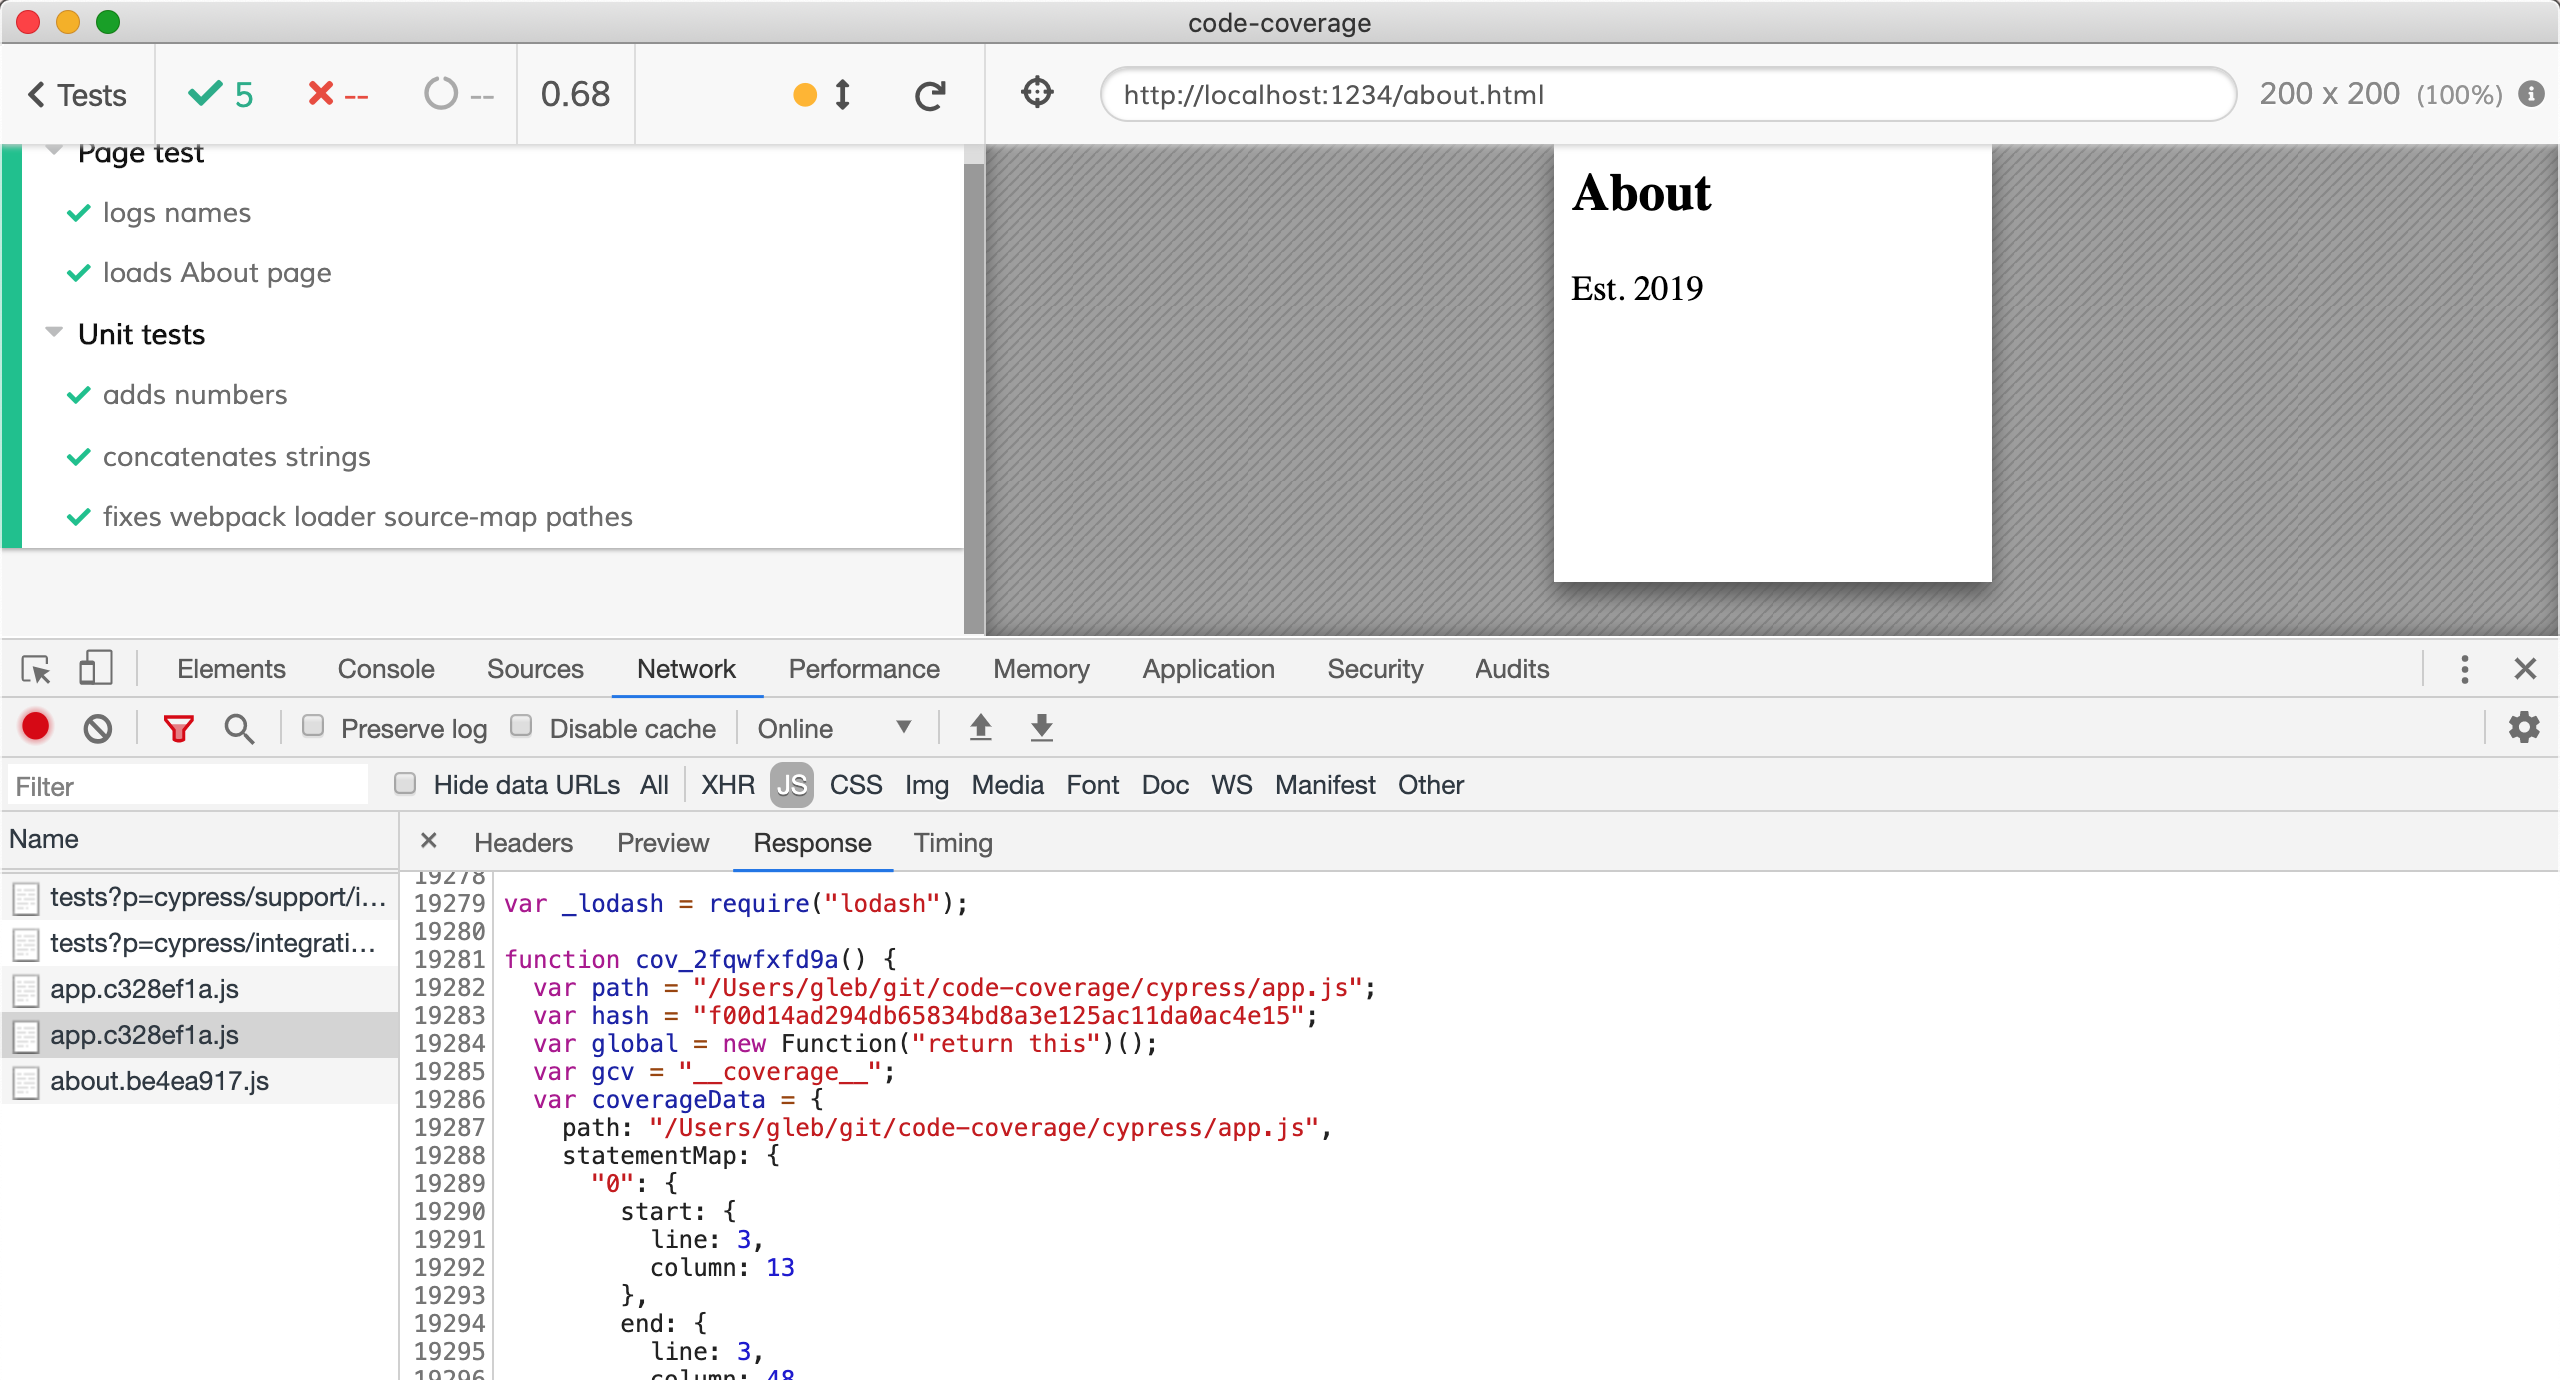 code-coverage
Tests 5 -- -- 0.68 http://localhost:1234/about.html 200 x 200 (100%)
Page test
logs names
loads About page
Unit tests
adds numbers
concatenates strings
fixes webpack loader source-map pathes
About
Est. 2019
Elements Console Sources Network Performance Memory Application Security Audits
Preserve log Disable cache Online
Filter Hide data URLs All XHR JS CSS Img Media Font Doc WS Manifest Other
Name
tests?p=cypress/support/i...
tests?p=cypress/integrati...
app.c328ef1a.js
app.c328ef1a.js
about.be4ea917.js
Headers Preview Response Timing
19278
19279 var _lodash = require("lodash");
19280
19281 function cov_2fqwfxfd9a() {
19282 var path = "/Users/gleb/git/code-coverage/cypress/app.js";
19283 var hash = "f00d14ad294db65834bd8a3e125ac11da0ac4e15";
19284 var global = new Function("return this")();
19285 var gcv = "__coverage__";
19286 var coverageData = {
19287 path: "/Users/gleb/git/code-coverage/cypress/app.js",
19288 statementMap: {
19289 "0": {
19290 start: {
19291 line: 3,
19292 column: 13
19293 },
19294 end: {
19295 line: 3,
19296 column: 48